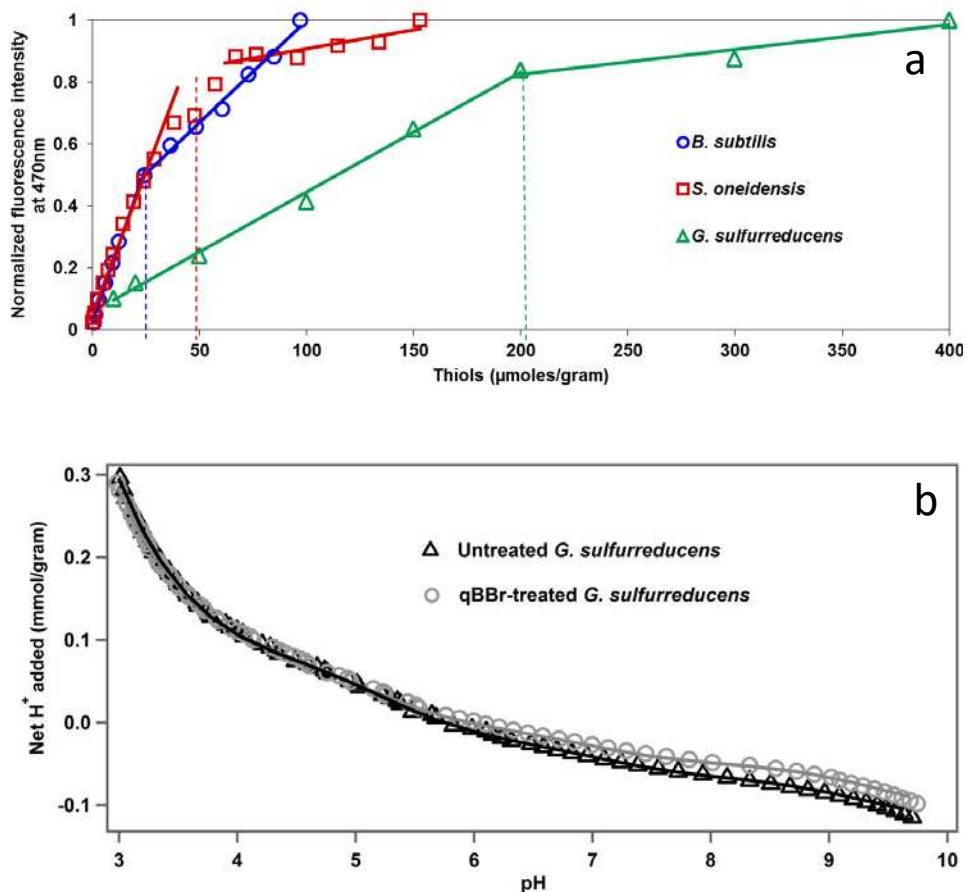 a
Normalized fluorescence intensity
at 470nm
1
0.8
0.6
0.4
0.2
0
B. subtilis
S. oneidensis
G. sulfurreducens
0 50 100 150 200 250 300 350 400
Thiols (µmoles/gram)
b
Net H+ added (mmol/gram)
0.3
0.2
0.1
0.0
-0.1
Untreated G. sulfurreducens
qBBr-treated G. sulfurreducens
3 4 5 6 7 8 9 10
pH